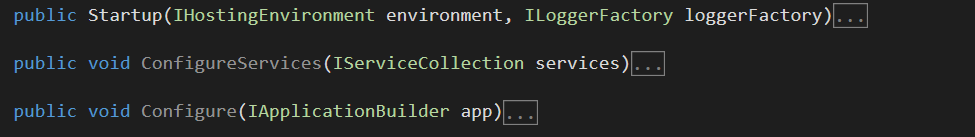 public Startup(IHostingEnvironment environment, ILoggerFactory loggerFactory)...
public void ConfigureServices(IServiceCollection services)...
public void Configure(IApplicationBuilder app)...